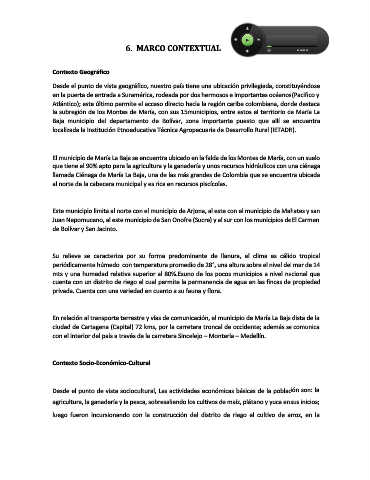 6. MARCO CONTEXTUAL
Contexto Geográfico
Desde el punto de vista geográfico, nuestro país tiene una ubicación privilegiada, constituyéndose
en la puerta de entrada a Suramérica, rodeada por dos hermosos e importantes océanos(Pacifico y
Atlántico); este último permite el acceso directo hacia la región caribe colombiana, donde destaca
la subregión de los Montes de María, con sus 15municipios, entre estos el territorio de María La
Baja municipio del departamento de Bolívar, zona importante puesto que allí se encuentra
localizada la Institución Etnoeducativa Técnica Agropecuaria de Desarrollo Rural (IETADR).
El municipio de María La Baja se encuentra ubicado en la falda de los Montes de María, con un suelo
que tiene el 90% apto para la agricultura y la ganadería y unos recursos hidráulicos con una ciénaga
llamada Ciénaga de María La Baja, una de las más grandes de Colombia que se encuentra ubicada
al norte de la cabecera municipal y es rica en recursos piscícolas.
Este municipio limita al norte con el municipio de Arjona, al este con el municipio de Mahates y san
Juan Nepomuceno, al este municipio de San Onofre (Sucre) y al sur con los municipios de El Carmen
de Bolívar y San Jacinto.
Su relieve se caracteriza por su forma predominante de llanura, el clima es cálido tropical
periódicamente húmedo con temperatura promedio de 28°, una altura sobre el nivel del mar de 14
mts y una humedad relativa superior al 80%.Esuno de los pocos municipios a nivel nacional que
cuenta con un distrito de riego el cual permite la permanencia de agua en las fincas de propiedad
privada. Cuenta con una variedad en cuanto a su fauna y flora.
En relación al transporte terrestre y vías de comunicación, el municipio de María La Baja dista de la
ciudad de Cartagena (Capital) 72 kms, por la carretera troncal de occidente; además se comunica
con el interior del país a través de la carretera Sincelejo – Montería – Medellín.
Contexto Socio-Económico-Cultural
Desde el punto de vista sociocultural, Las actividades económicas básicas de la población son: la
agricultura, la ganadería y la pesca, sobresaliendo los cultivos de maíz, plátano y yuca en sus inicios;
luego fueron incursionando con la construcción del distrito de riego el cultivo de arroz, en la